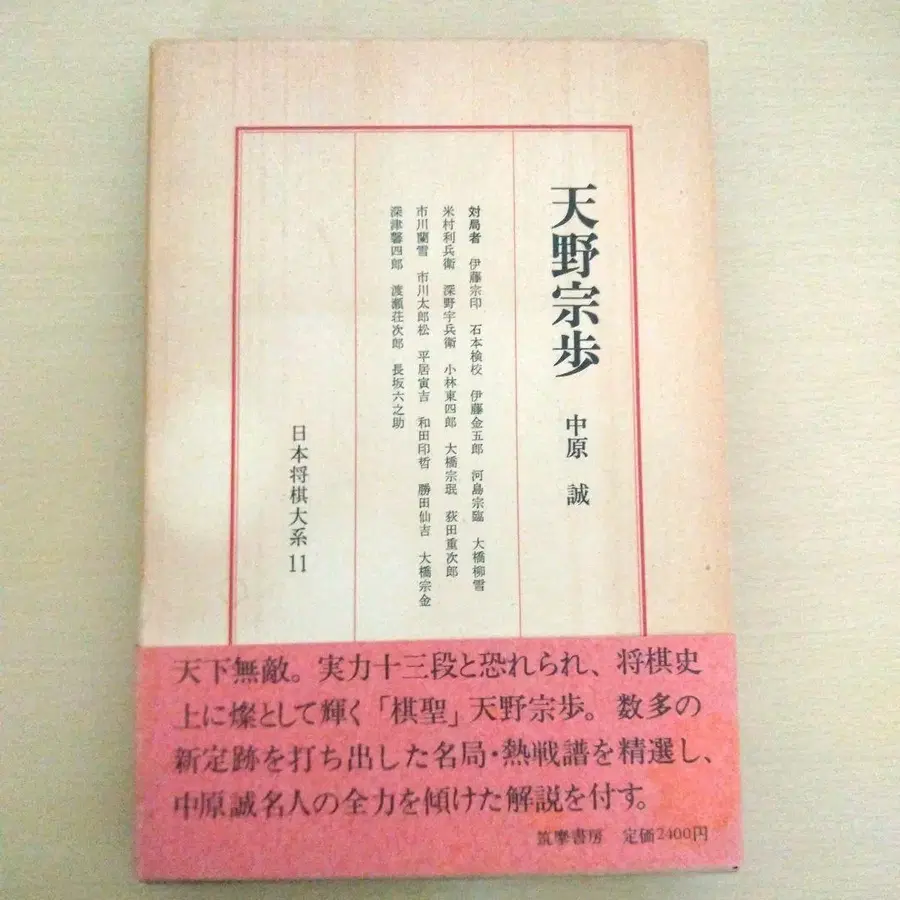 天野宗歩 中原 誠
対局者 伊藤宗印 石本検校 伊藤金五郎 河島宗臨 大橋柳雪
米村利兵衛 深野宇兵衛 小林東四郎 大橋宗珉 荻田重次郎
市川蘭雪 市川太郎松 平居寅吉 和田印哲 勝田仙吉 大橋宗金
深津馨四郎 渡瀬荘次郎 長坂六之助
日本将棋大系11
天下無敵。実力十三段と恐れられ、将棋史
上に燦として輝く「棋聖」天野宗歩。数多の
新定跡を打ち出した名局・熱戦譜を精選し、
中原誠名人の全力を傾けた解説を付す。
筑摩書房 定価2400円